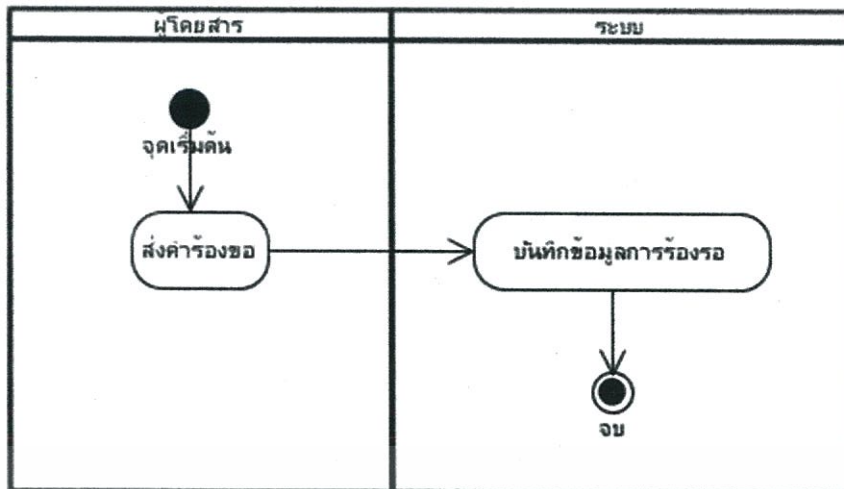 ผู้โดยสาร
ระบบ
จุดเริ่มต้น
ส่งคำร้องขอ
บันทึกข้อมูลการร้องรอ
จบ